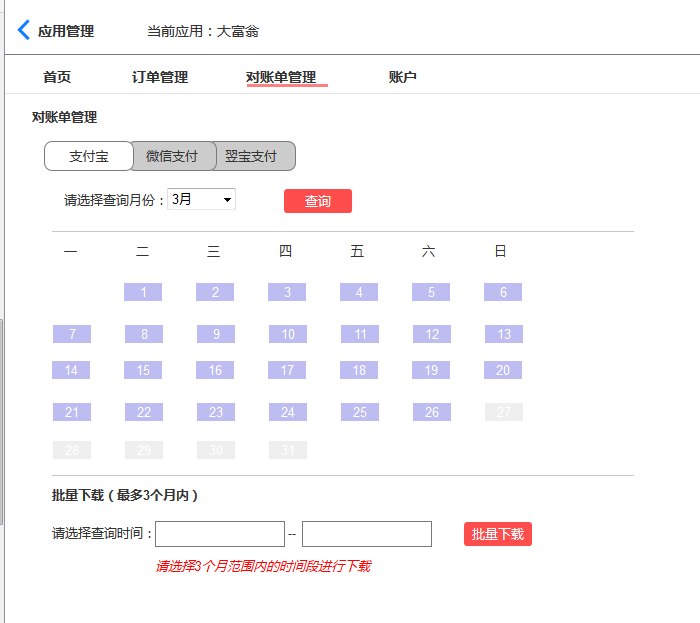 应用管理 当前应用：大富翁
首页 订单管理 对账单管理 账户
对账单管理
支付宝 微信支付 翌宝支付
请选择查询月份： 3月 查询
一 二 三 四 五 六 日
1 2 3 4 5 6
7 8 9 10 11 12 13
14 15 16 17 18 19 20
21 22 23 24 25 26 27
28 29 30 31
批量下载（最多3个月内）
请选择查询时间： -- 批量下载
请选择3个月范围内的时间段进行下载